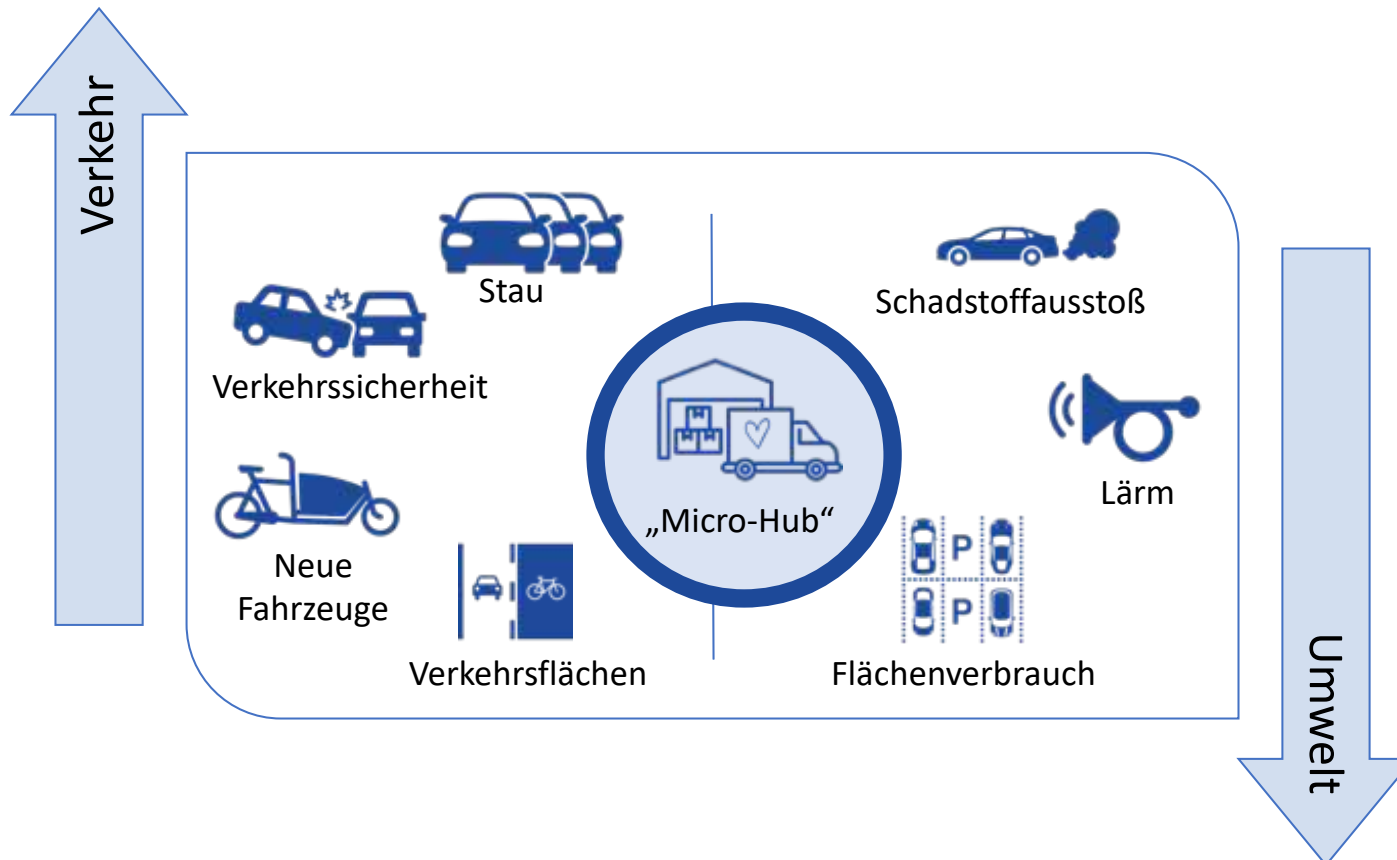 Verkehr
Stau
Verkehrssicherheit
Neue
Fahrzeuge
Verkehrsflächen
„Micro-Hub“
Schadstoffausstoß
Lärm
P
P
Flächenverbrauch
Umwelt